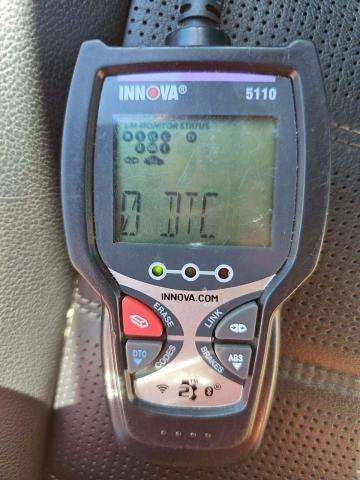 INNOVA® 5110
I/M MONITOR STATUS
0 DTC
INNOVA.COM
ERASE
LINK
DTC
CODES
BRAKES
ABS